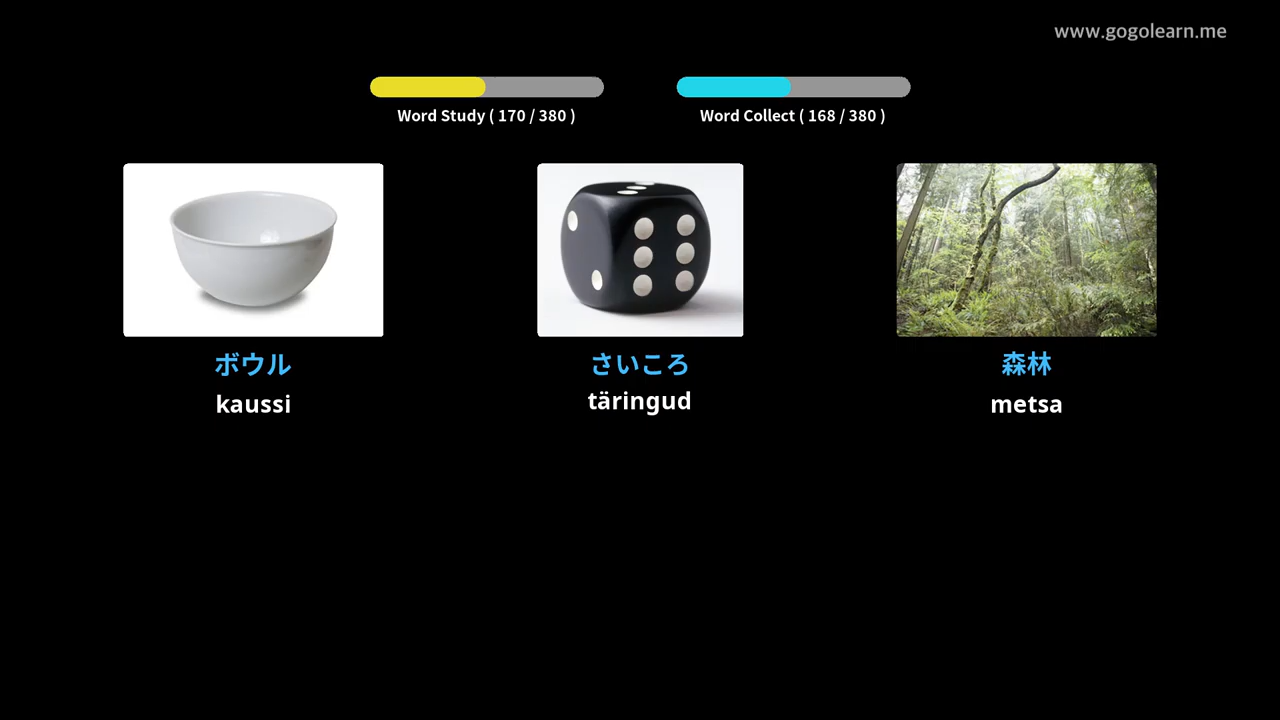 www.gogolearn.me
Word Study ( 170 / 380 )
Word Collect ( 168 / 380 )
ボウル
kaussi
さいころ
täringud
森林
metsa